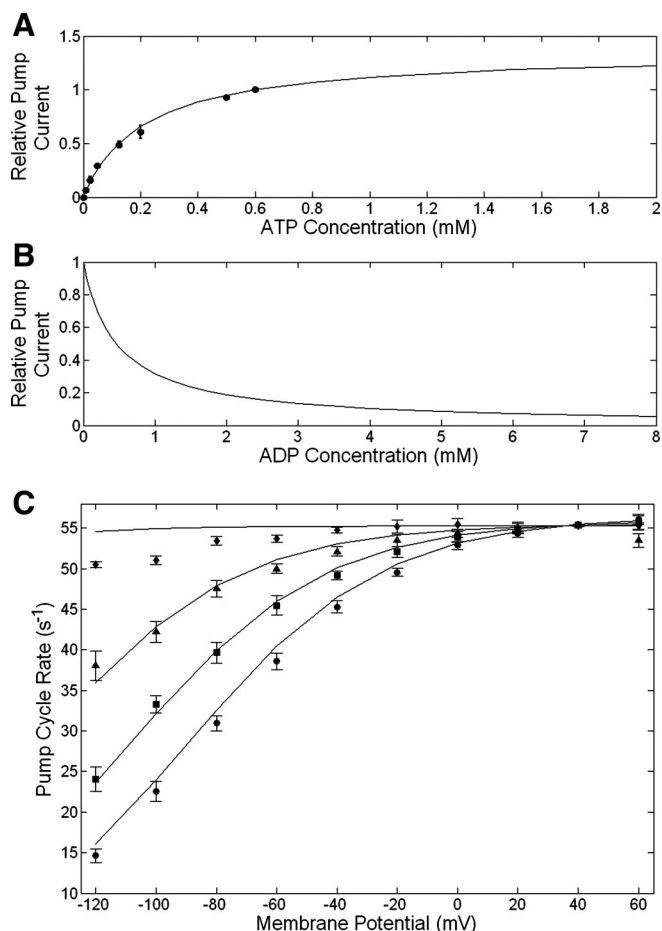 A
Relative Pump
Current
1.5
1
0.5
0
0 0.2 0.4 0.6 0.8 1 1.2 1.4 1.6 1.8 2
ATP Concentration (mM)
B
Relative Pump
Current
1
0.8
0.6
0.4
0.2
0
0 1 2 3 4 5 6 7 8
ADP Concentration (mM)
C
Pump Cycle Rate (s⁻¹)
55
50
45
40
35
30
25
20
15
10
-120 -100 -80 -60 -40 -20 0 20 40 60
Membrane Potential (mV)